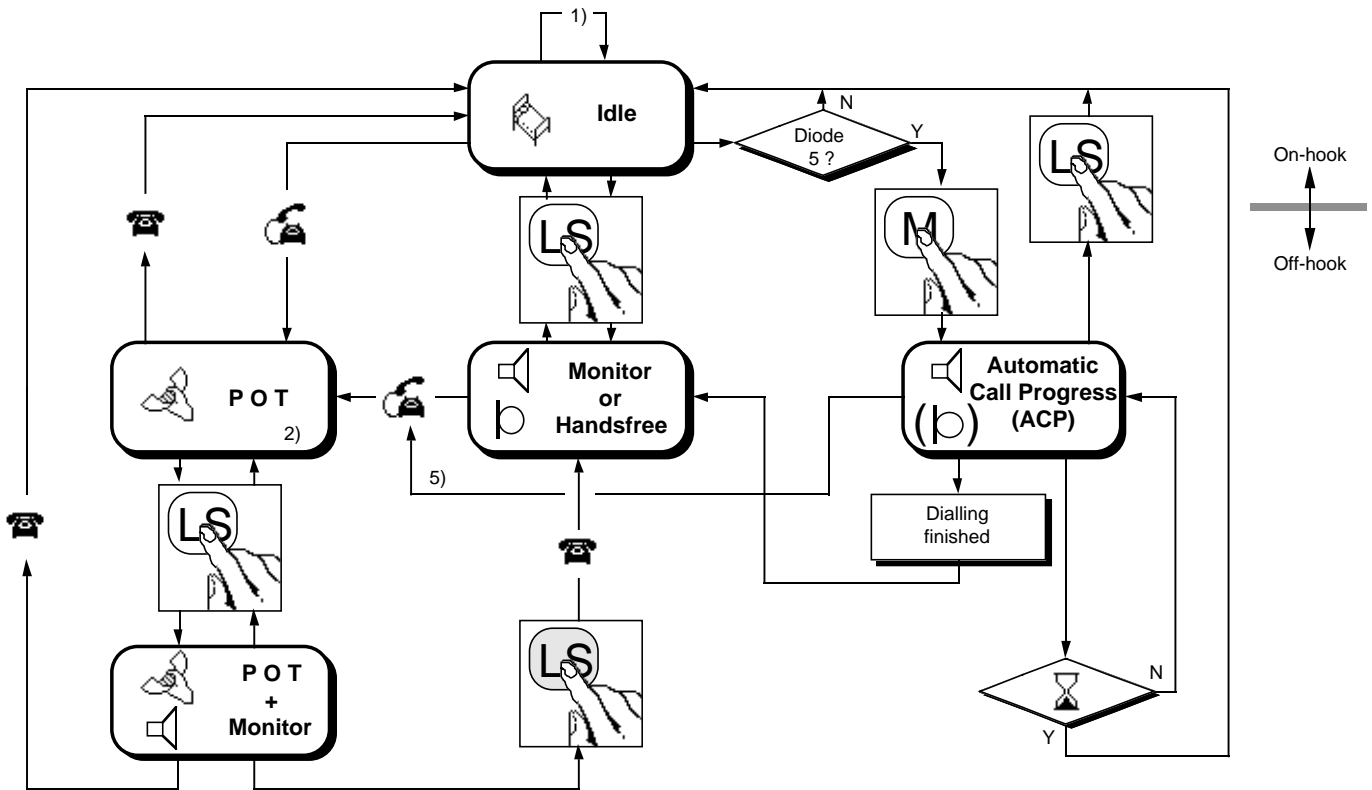 1)
Idle
N
Diode
5 ?
Y
LS
On-hook
Off-hook
LS
M
P O T
2)
Monitor
or
Handsfree
Automatic
Call Progress
(ACP)
( )
5)
LS
Dialling
finished
LS
P O T
+
Monitor
N
Y